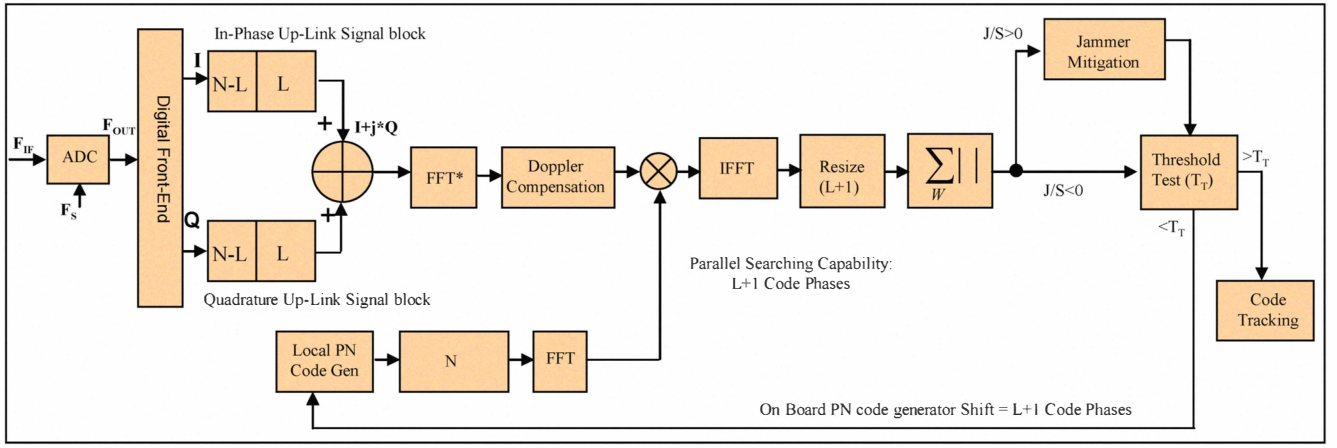 In-Phase Up-Link Signal block
J/S>0
Jammer
Mitigation
I
N-L
L
Digital Front-End
F_OUT
+
I+j*Q
F_IF
ADC
FFT*
Doppler
Compensation
IFFT
Resize
(L+1)
∑ | |
W
Threshold
Test (T_T)
>T_T
F_S
J/S<0
Q
+
<T_T
N-L
L
Parallel Searching Capability:
L+1 Code Phases
Quadrature Up-Link Signal block
Code
Tracking
Local PN
Code Gen
N
FFT
On Board PN code generator Shift = L+1 Code Phases